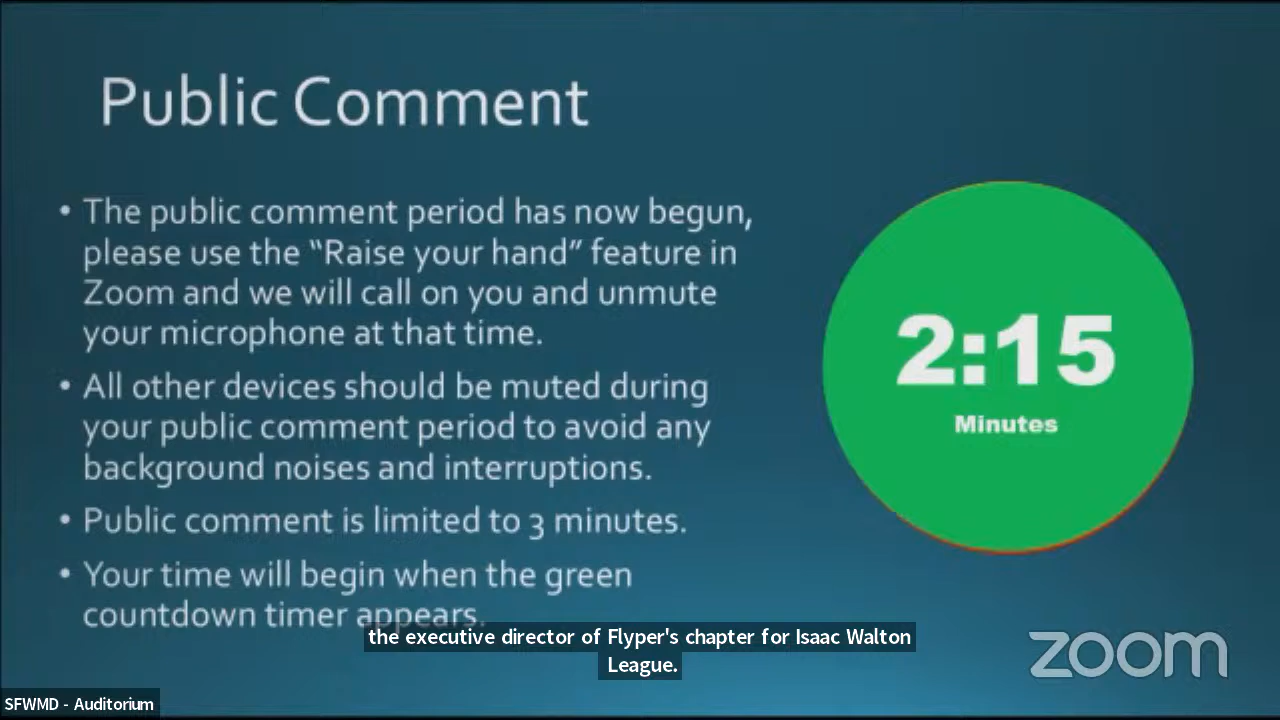 Public Comment
• The public comment period has now begun,
please use the “Raise your hand” feature in
Zoom and we will call on you and unmute
your microphone at that time.
• All other devices should be muted during
your public comment period to avoid any
background noises and interruptions.
• Public comment is limited to 3 minutes.
• Your time will begin when the green
countdown timer appears.
2:15
Minutes
the executive director of Flyper's chapter for Isaac Walton
League.
zoom
SFWMD - Auditorium